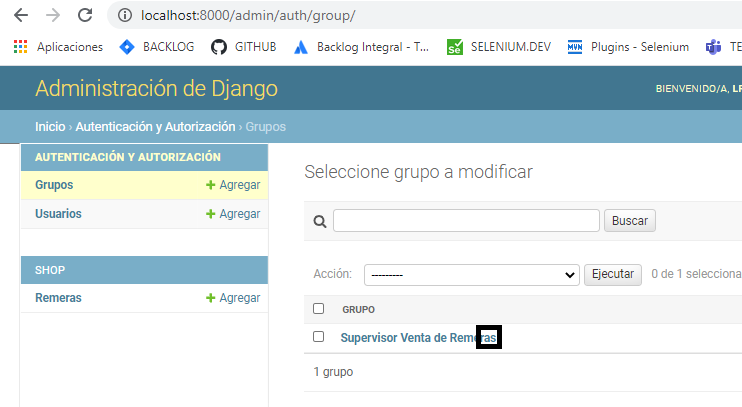 localhost:8000/admin/auth/group/
Aplicaciones BACKLOG GITHUB Backlog Integral - T... SELENIUM.DEV MVN Plugins - Selenium TE
Administración de Django
BIENVENIDO/A, LF
Inicio › Autenticación y Autorización › Grupos
AUTENTICACIÓN Y AUTORIZACIÓN
Grupos + Agregar
Usuarios + Agregar
SHOP
Remeras + Agregar
Seleccione grupo a modificar
Buscar
Acción: --------- Ejecutar 0 de 1 selecciona
GRUPO
Supervisor Venta de Remeras
1 grupo